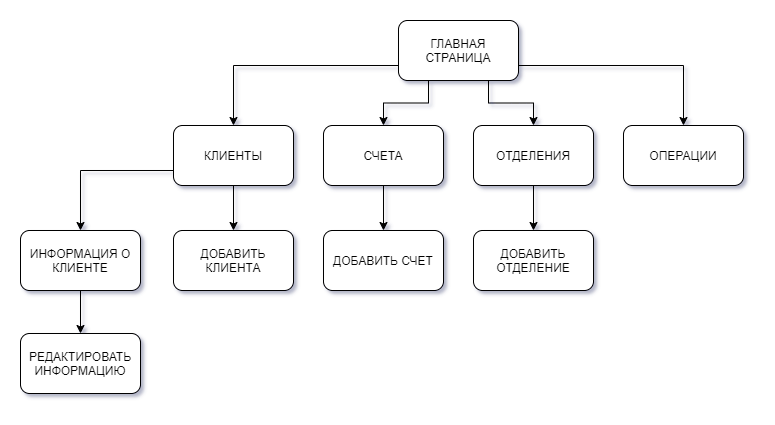 ГЛАВНАЯ
СТРАНИЦА
КЛИЕНТЫ
СЧЕТА
ОТДЕЛЕНИЯ
ОПЕРАЦИИ
ИНФОРМАЦИЯ О
КЛИЕНТЕ
ДОБАВИТЬ
КЛИЕНТА
ДОБАВИТЬ СЧЕТ
ДОБАВИТЬ
ОТДЕЛЕНИЕ
РЕДАКТИРОВАТЬ
ИНФОРМАЦИЮ